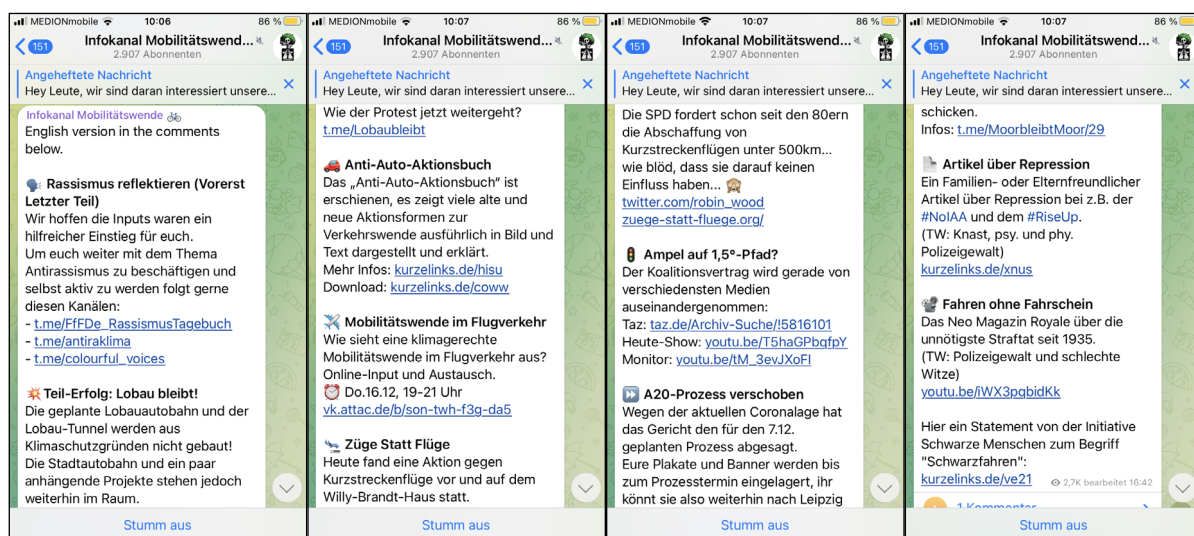 MEDIONmobile 10:06 86 %
151 Infokanal Mobilitätswend...
2.907 Abonnenten
Angeheftete Nachricht
Hey Leute, wir sind daran interessiert unsere...
Infokanal Mobilitätswende 🚲
English version in the comments
below.
🗣 Rassismus reflektieren (Vorerst
Letzter Teil)
Wir hoffen die Inputs waren ein
hilfreicher Einstieg für euch.
Um euch weiter mit dem Thema
Antirassismus zu beschäftigen und
selbst aktiv zu werden folgt gerne
diesen Kanälen:
- t.me/FfFDe_RassismusTagebuch
- t.me/antiraklima
- t.me/colourful_voices
💥 Teil-Erfolg: Lobau bleibt!
Die geplante Lobauautobahn und der
Lobau-Tunnel werden aus
Klimaschutzgründen nicht gebaut!
Die Stadtautobahn und ein paar
anhängende Projekte stehen jedoch
weiterhin im Raum.
Stumm aus
MEDIONmobile 10:07 86 %
151 Infokanal Mobilitätswend...
2.907 Abonnenten
Angeheftete Nachricht
Hey Leute, wir sind daran interessiert unsere...
Wie der Protest jetzt weitergeht?
t.me/Lobaubleibt
🚗 Anti-Auto-Aktionsbuch
Das „Anti-Auto-Aktionsbuch" ist
erschienen, es zeigt viele alte und
neue Aktionsformen zur
Verkehrswende ausführlich in Bild und
Text dargestellt und erklärt.
Mehr Infos: kurzelinks.de/hisu
Download: kurzelinks.de/coww
✈️ Mobilitätswende im Flugverkehr
Wie sieht eine klimagerechte
Mobilitätswende im Flugverkehr aus?
Online-Input und Austausch.
⏰ Do.16.12, 19-21 Uhr
vk.attac.de/b/son-twh-f3g-da5
🛬 Züge Statt Flüge
Heute fand eine Aktion gegen
Kurzstreckenflüge vor und auf dem
Willy-Brandt-Haus statt.
Stumm aus
MEDIONmobile 10:07 86 %
151 Infokanal Mobilitätswend...
2.907 Abonnenten
Angeheftete Nachricht
Hey Leute, wir sind daran interessiert unsere...
Die SPD fordert schon seit den 80ern
die Abschaffung von
Kurzstreckenflügen unter 500km...
wie blöd, dass sie darauf keinen
Einfluss haben... 🙈
twitter.com/robin_wood
zuege-statt-fluege.org/
🚦 Ampel auf 1,5°-Pfad?
Der Koalitionsvertrag wird gerade von
verschiedensten Medien
auseinandergenommen:
Taz: taz.de/Archiv-Suche/!5816101
Heute-Show: youtu.be/T5haGPbqfpY
Monitor: youtu.be/tM_3evJXoFI
⏩ A20-Prozess verschoben
Wegen der aktuellen Coronalage hat
das Gericht den für den 7.12.
geplanten Prozess abgesagt.
Eure Plakate und Banner werden bis
zum Prozesstermin eingelagert, ihr
könnt sie also weiterhin nach Leipzig
Stumm aus
MEDIONmobile 10:07 86 %
151 Infokanal Mobilitätswend...
2.907 Abonnenten
Angeheftete Nachricht
Hey Leute, wir sind daran interessiert unsere...
schicken.
Infos: t.me/MoorbleibtMoor/29
📄 Artikel über Repression
Ein Familien- oder Elternfreundlicher
Artikel über Repression bei z.B. der
#NoIAA und dem #RiseUp.
(TW: Knast, psy. und phy.
Polizeigewalt)
kurzelinks.de/xnus
📽 Fahren ohne Fahrschein
Das Neo Magazin Royale über die
unnötigste Straftat seit 1935.
(TW: Polizeigewalt und schlechte
Witze)
youtu.be/iWX3pqbidKk
Hier ein Statement von der Initiative
Schwarze Menschen zum Begriff
"Schwarzfahren":
kurzelinks.de/ve21 2,7K bearbeitet 16:42
1 Kommentar
Stumm aus